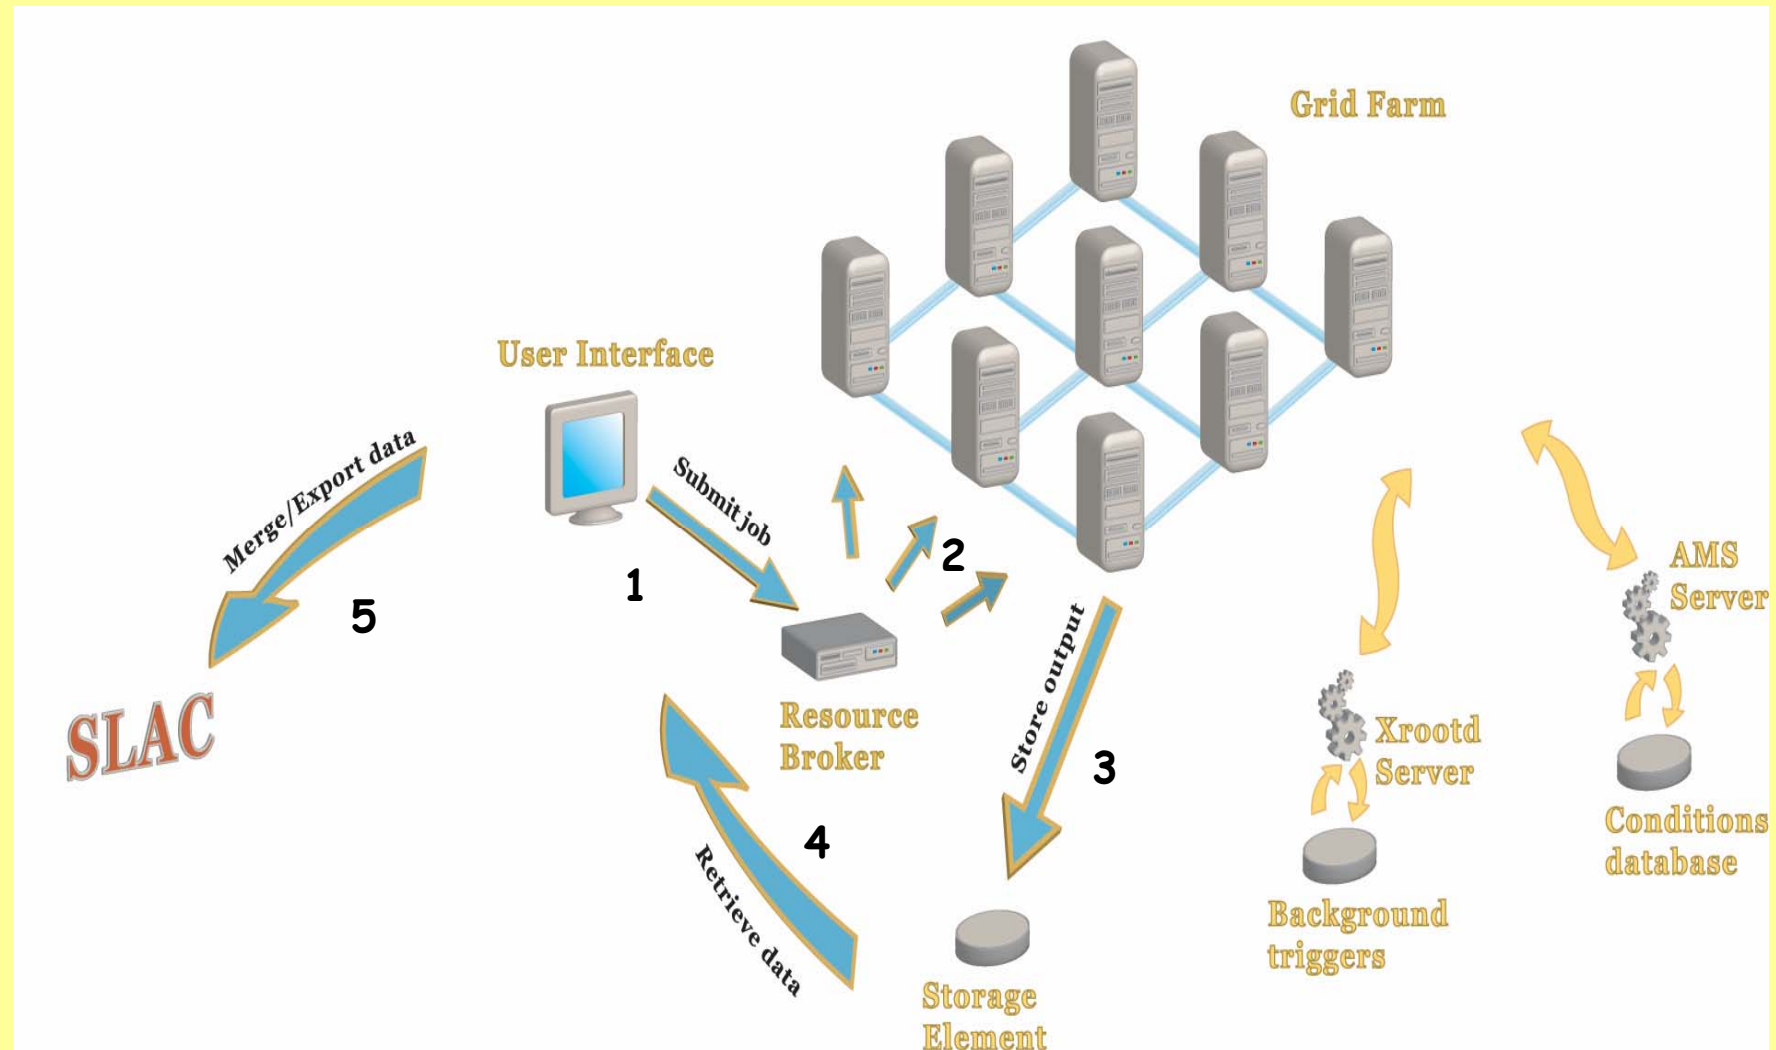 Grid Farm
User Interface
Merge/Export data
Submit job
1
2
5
AMS
Server
SLAC
Resource
Broker
Store output
3
Xrootd
Server
4
Retrieve data
Conditions
database
Background
triggers
Storage
Element